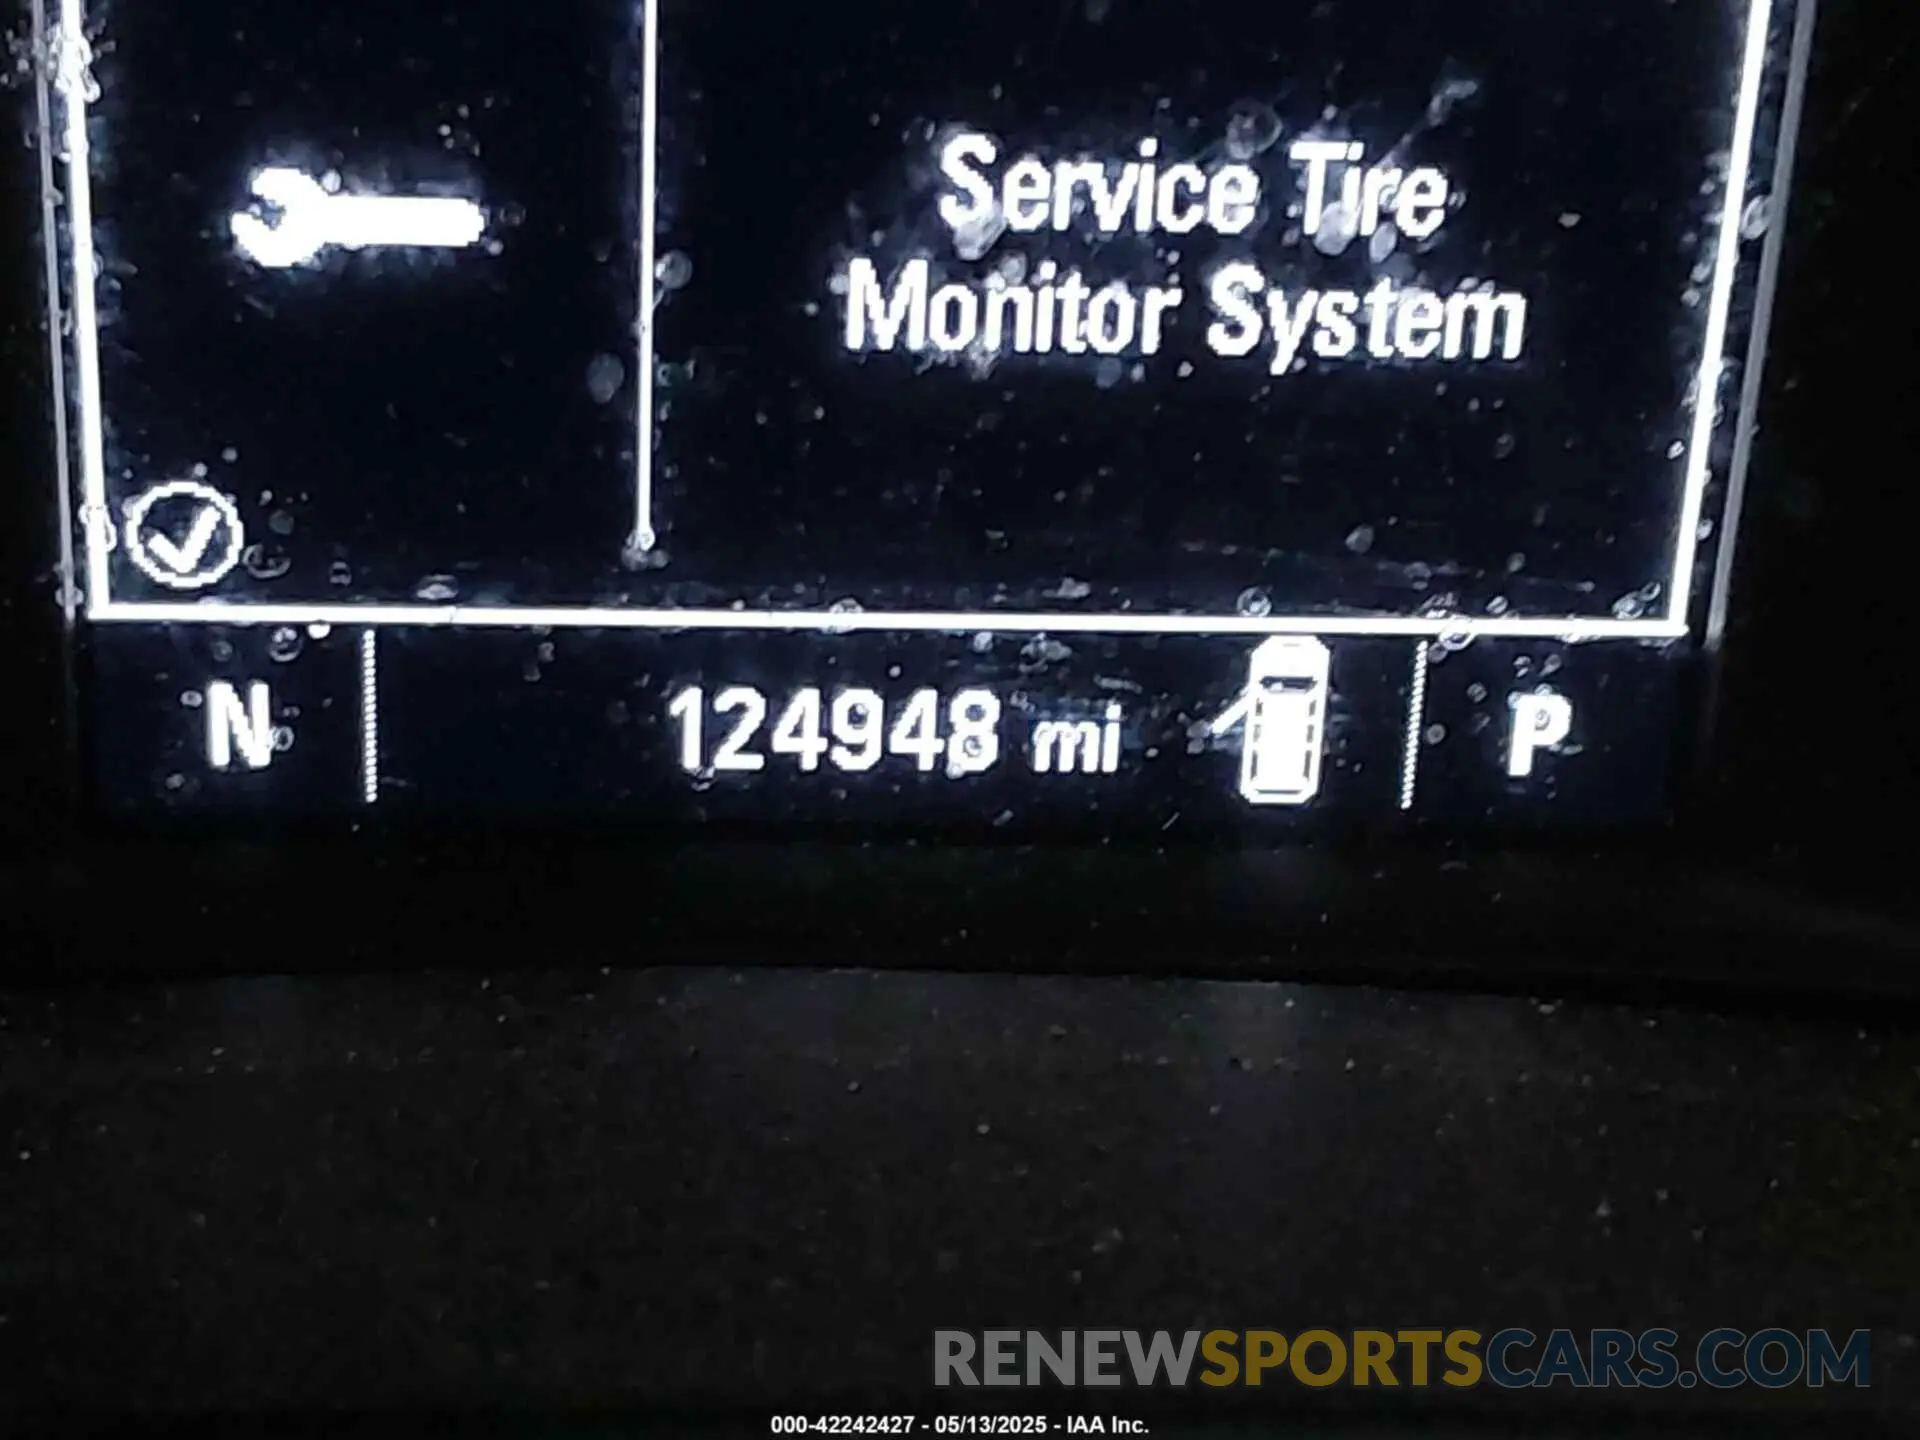 Service Tire
Monitor System
N 124948 mi P
RENEWSPORTSCARS.COM
000-42242427 - 05/13/2025 - IAA Inc.